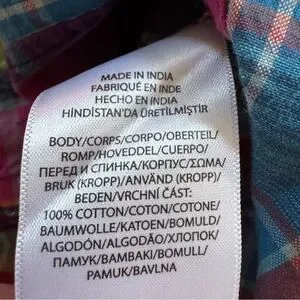 MADE IN INDIA
FABRIQUÉ EN INDE
HECHO EN INDIA
HİNDİSTAN'DA ÜRETİLMİŞTİR
BODY/CORPS/CORPO/OBERTEIL/
ROMP/HOVEDDEL/CUERPO/
ПЕРЕД И СПИНКА/КОРПУС/ΣΩΜΑ/
BRUK (KROPP)/ANVÄND (KROPP)/
BEDEN/VRCHNÍ ČÁST:
100% COTTON/COTON/COTONE/
BAUMWOLLE/KATOEN/BOMULD/
ALGODÓN/ALGODÃO/ХЛОПОК/
ПАМУК/ΒΑΜΒΑΚΙ/BOMULL/
PAMUK/BAVLNA